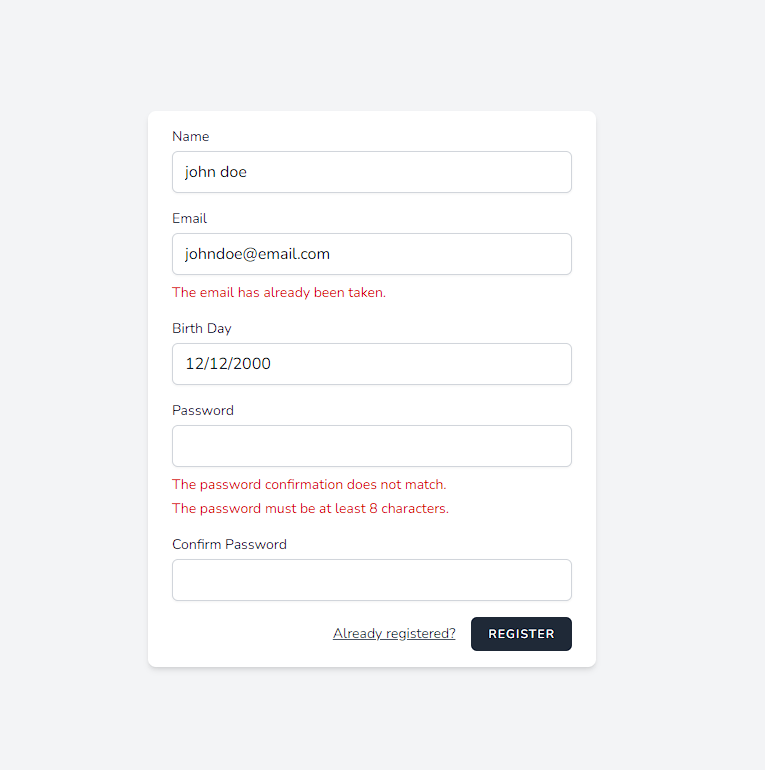 Name
john doe
Email
johndoe@email.com
The email has already been taken.
Birth Day
12/12/2000
Password
The password confirmation does not match.
The password must be at least 8 characters.
Confirm Password
Already registered? REGISTER